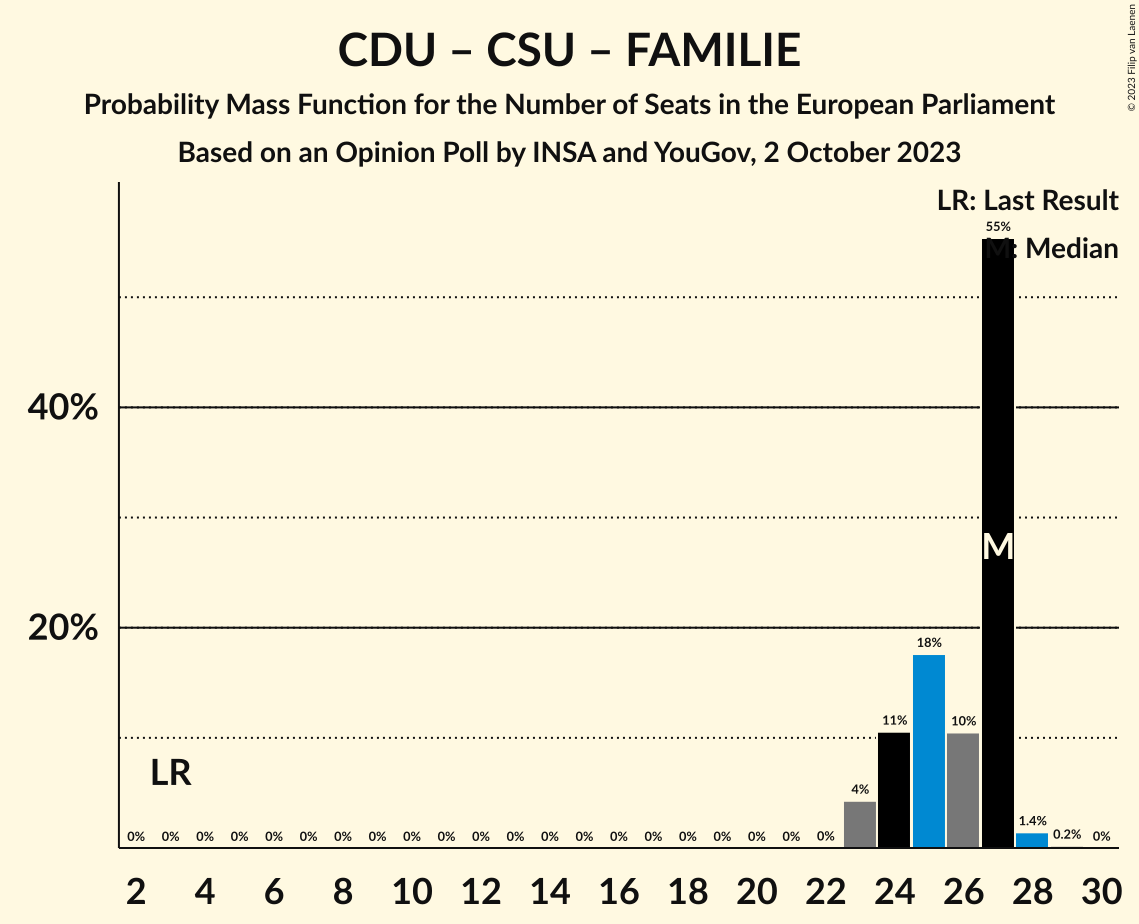 CDU – CSU – FAMILIE
© 2023 Filip van Laenen
Probability Mass Function for the Number of Seats in the European Parliament
Based on an Opinion Poll by INSA and YouGov, 2 October 2023
LR: Last Result
55%
M: Median
40%
M
20%
18%
11% 10%
LR
4%
1.4%
0% 0% 0% 0% 0% 0% 0% 0% 0% 0% 0% 0% 0% 0% 0% 0% 0% 0% 0% 0% 0% 0.2% 0%
2 4 6 8 10 12 14 16 18 20 22 24 26 28 30